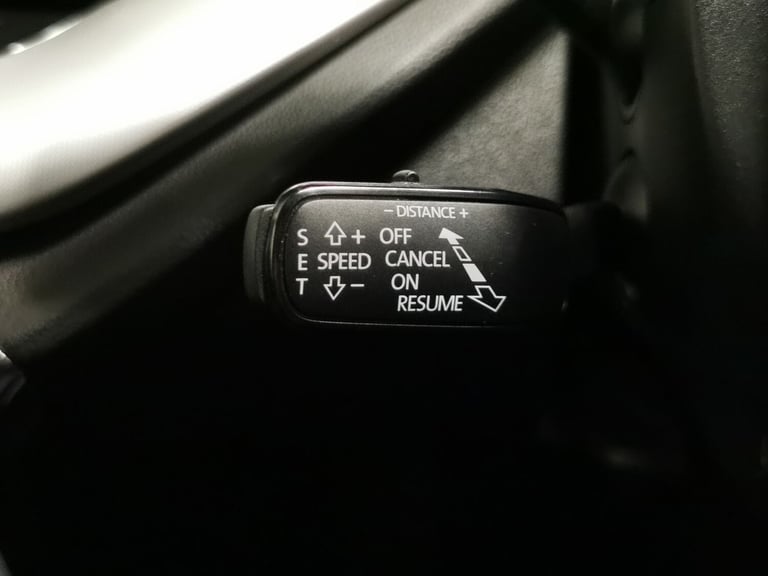 - DISTANCE +
S + OFF
E SPEED CANCEL
T - ON
RESUME